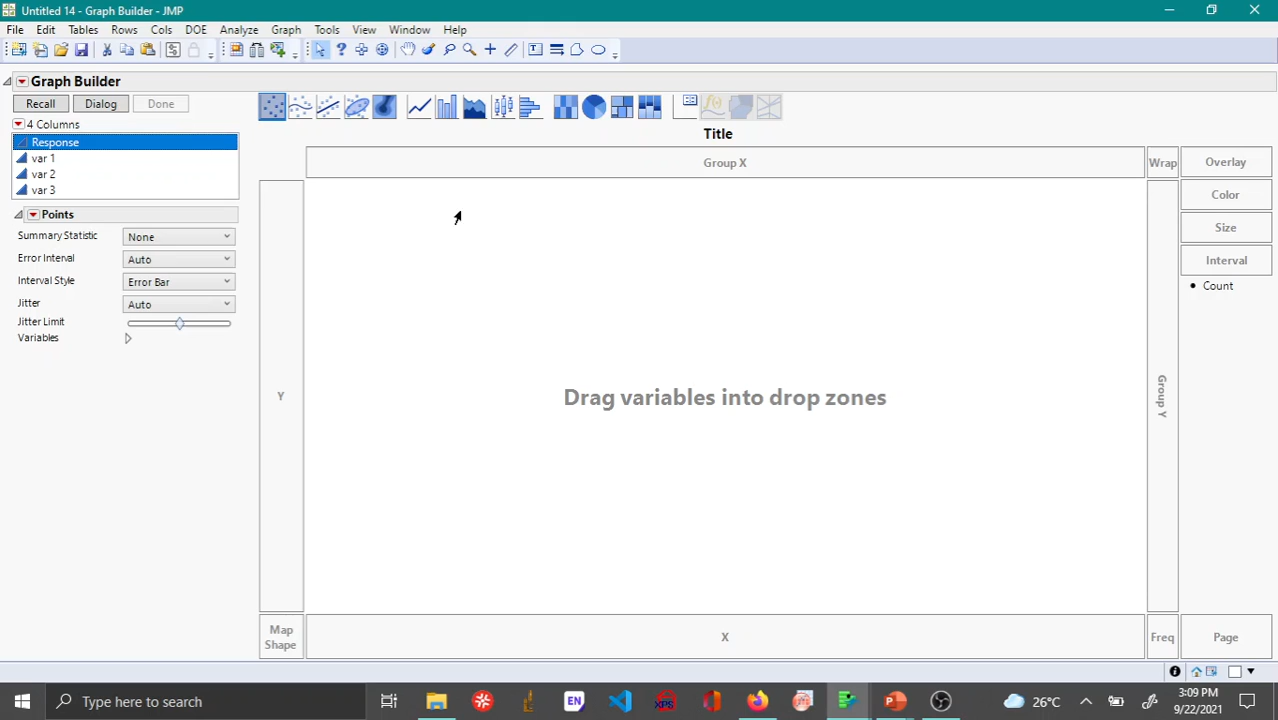 Untitled 14 - Graph Builder - JMP
File Edit Tables Rows Cols DOE Analyze Graph Tools View Window Help
Graph Builder
Recall Dialog Done
4 Columns
Response
var 1
var 2
var 3
Points
Summary Statistic None
Error Interval Auto
Interval Style Error Bar
Jitter Auto
Jitter Limit
Variables
Title
Group X
Wrap
Overlay
Color
Size
Interval
Count
Y
Drag variables into drop zones
Group Y
Map
Shape
X
Freq
Page
Type here to search
EN
XPS
26°C
3:09 PM
9/22/2021